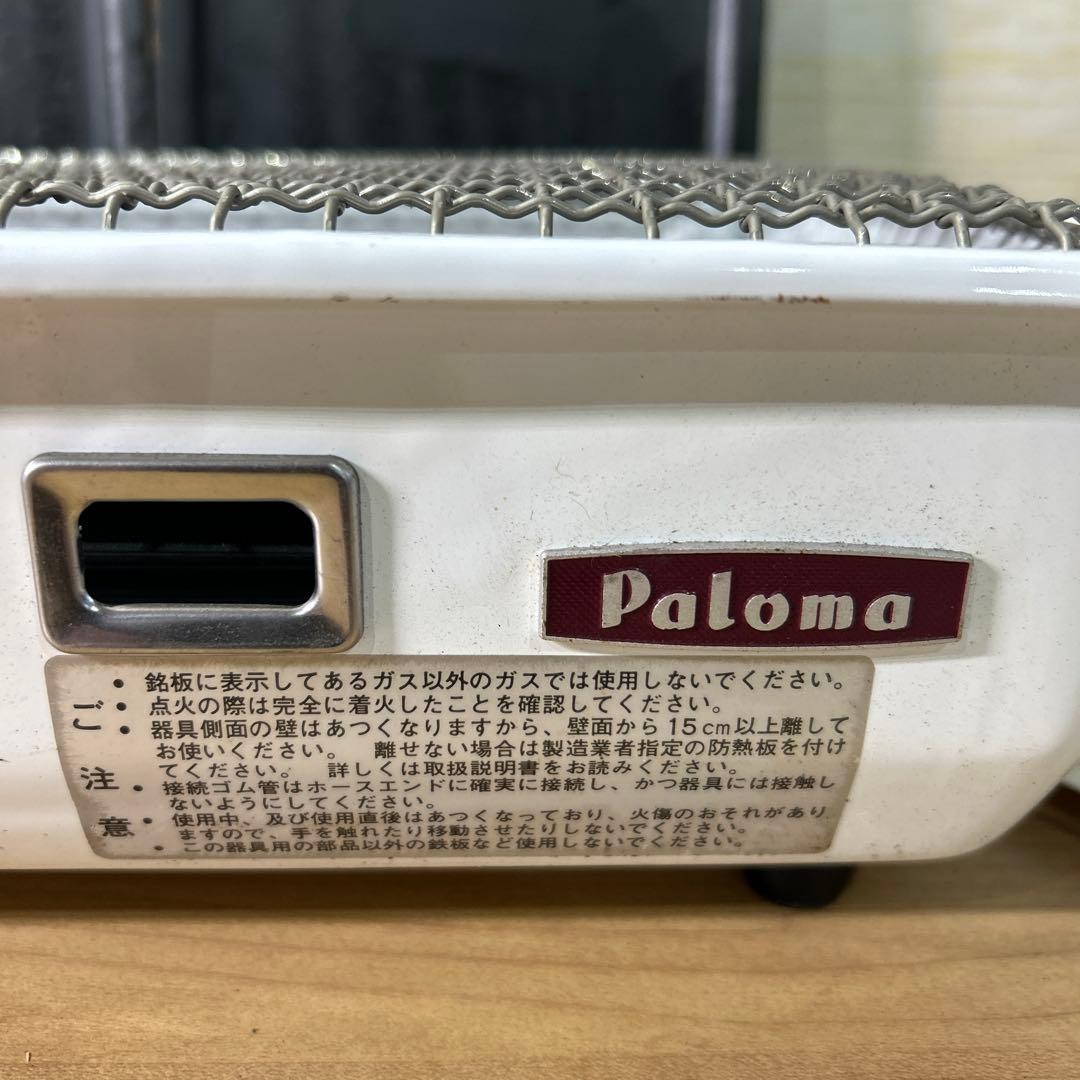 Paloma
ご注意
・銘板に表示してあるガス以外のガスでは使用しないでください。
・点火の際は完全に着火したことを確認してください。
・器具側面の壁はあつくなりますから、壁面から15cm以上離して
お使いください。 離せない場合は製造業者指定の防熱板を付け
てください。 詳しくは取扱説明書をお読みください。
・接続ゴム管はホースエンドに確実に接続し、かつ器具には接触し
ないようにしてください。
・使用中、及び使用直後はあつくなっており、火傷のおそれがあり
ますので、手を触れたり移動させたりしないでください。
・この器具用の部品以外の鉄板など使用しないでください。